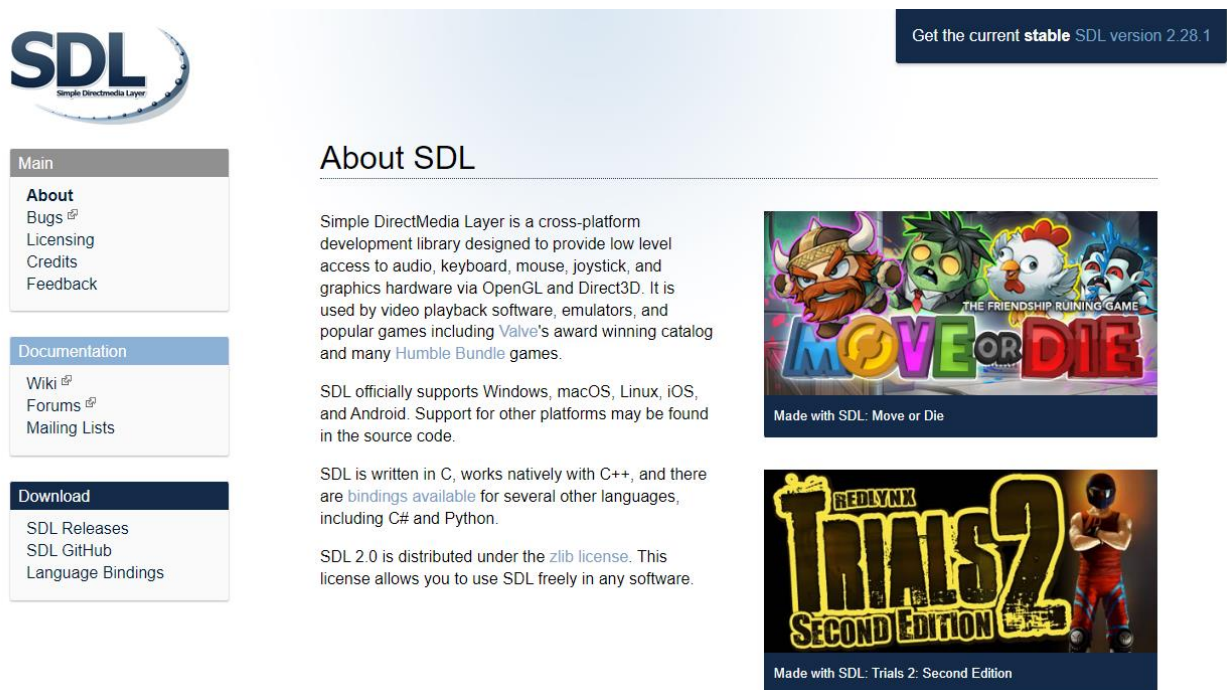 SDL
Simple Directmedia Layer
Get the current stable SDL version 2.28.1
Main
About
Bugs
Licensing
Credits
Feedback
Documentation
Wiki
Forums
Mailing Lists
Download
SDL Releases
SDL GitHub
Language Bindings
About SDL
Simple DirectMedia Layer is a cross-platform
development library designed to provide low level
access to audio, keyboard, mouse, joystick, and
graphics hardware via OpenGL and Direct3D. It is
used by video playback software, emulators, and
popular games including Valve's award winning catalog
and many Humble Bundle games.
SDL officially supports Windows, macOS, Linux, iOS,
and Android. Support for other platforms may be found
in the source code.
SDL is written in C, works natively with C++, and there
are bindings available for several other languages,
including C# and Python.
SDL 2.0 is distributed under the zlib license. This
license allows you to use SDL freely in any software.
THE FRIENDSHIP RUINING GAME
MOVE OR DIE
Made with SDL: Move or Die
REDLYNX
TRIALS 2
SECOND EDITION
Made with SDL: Trials 2: Second Edition